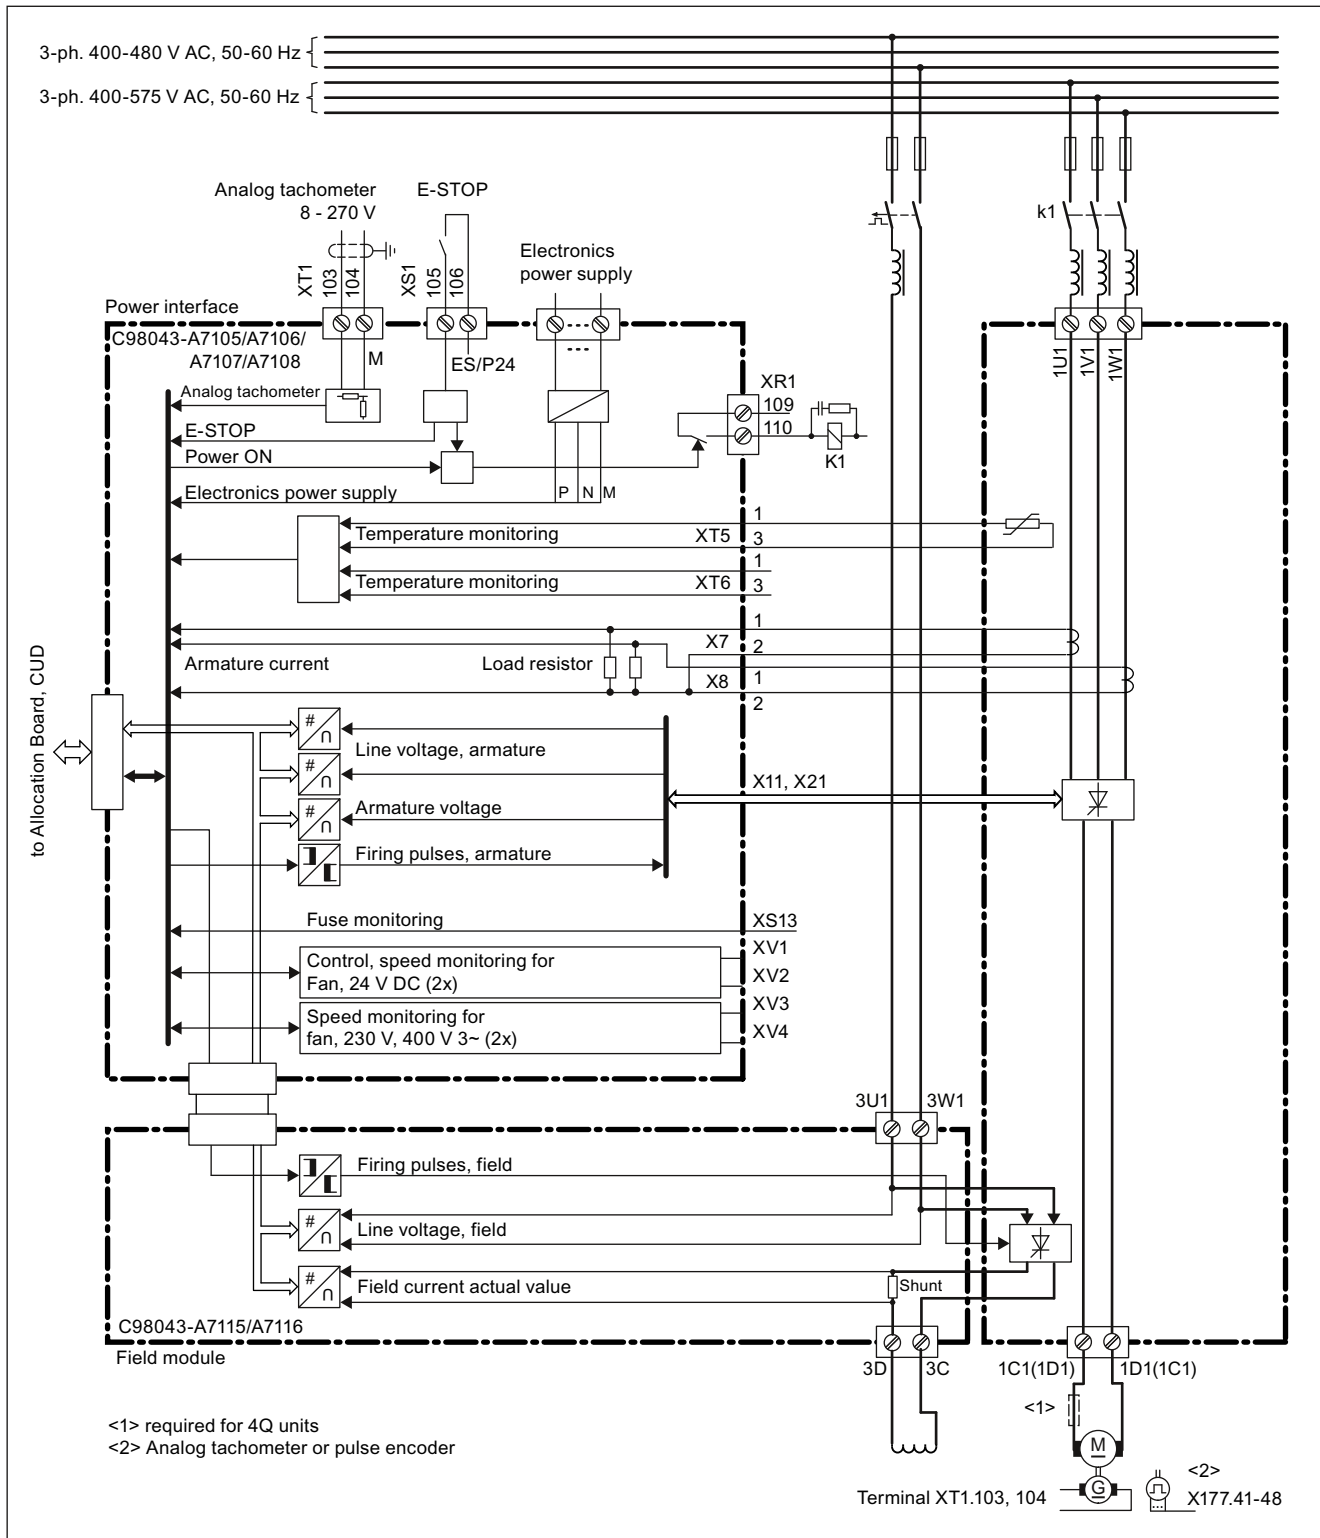 3-ph. 400-480 V AC, 50-60 Hz
3-ph. 400-575 V AC, 50-60 Hz
Analog tachometer
8 - 270 V
E-STOP
k1
Electronics
power supply
XT1
103
104
XS1
105
106
Power interface
C98043-A7105/A7106/
A7107/A7108
M
ES/P24
1U1
1V1
1W1
XR1
109
110
K1
Analog tachometer
E-STOP
Power ON
Electronics power supply
P
N
M
1
Temperature monitoring
XT5
3
1
Temperature monitoring
XT6
3
1
X7
2
Armature current
Load resistor
X8
1
2
to Allocation Board, CUD
#
∩
Line voltage, armature
#
∩
X11, X21
#
∩
Armature voltage
Firing pulses, armature
Fuse monitoring
XS13
XV1
Control, speed monitoring for
Fan, 24 V DC (2x)
XV2
XV3
Speed monitoring for
fan, 230 V, 400 V 3~ (2x)
XV4
3U1
3W1
Firing pulses, field
#
∩
Line voltage, field
#
∩
Field current actual value
Shunt
C98043-A7115/A7116
Field module
3D
3C
1C1(1D1)
1D1(1C1)
<1>
<1> required for 4Q units
<2> Analog tachometer or pulse encoder
M
G
<2>
Terminal XT1.103, 104
X177.41-48